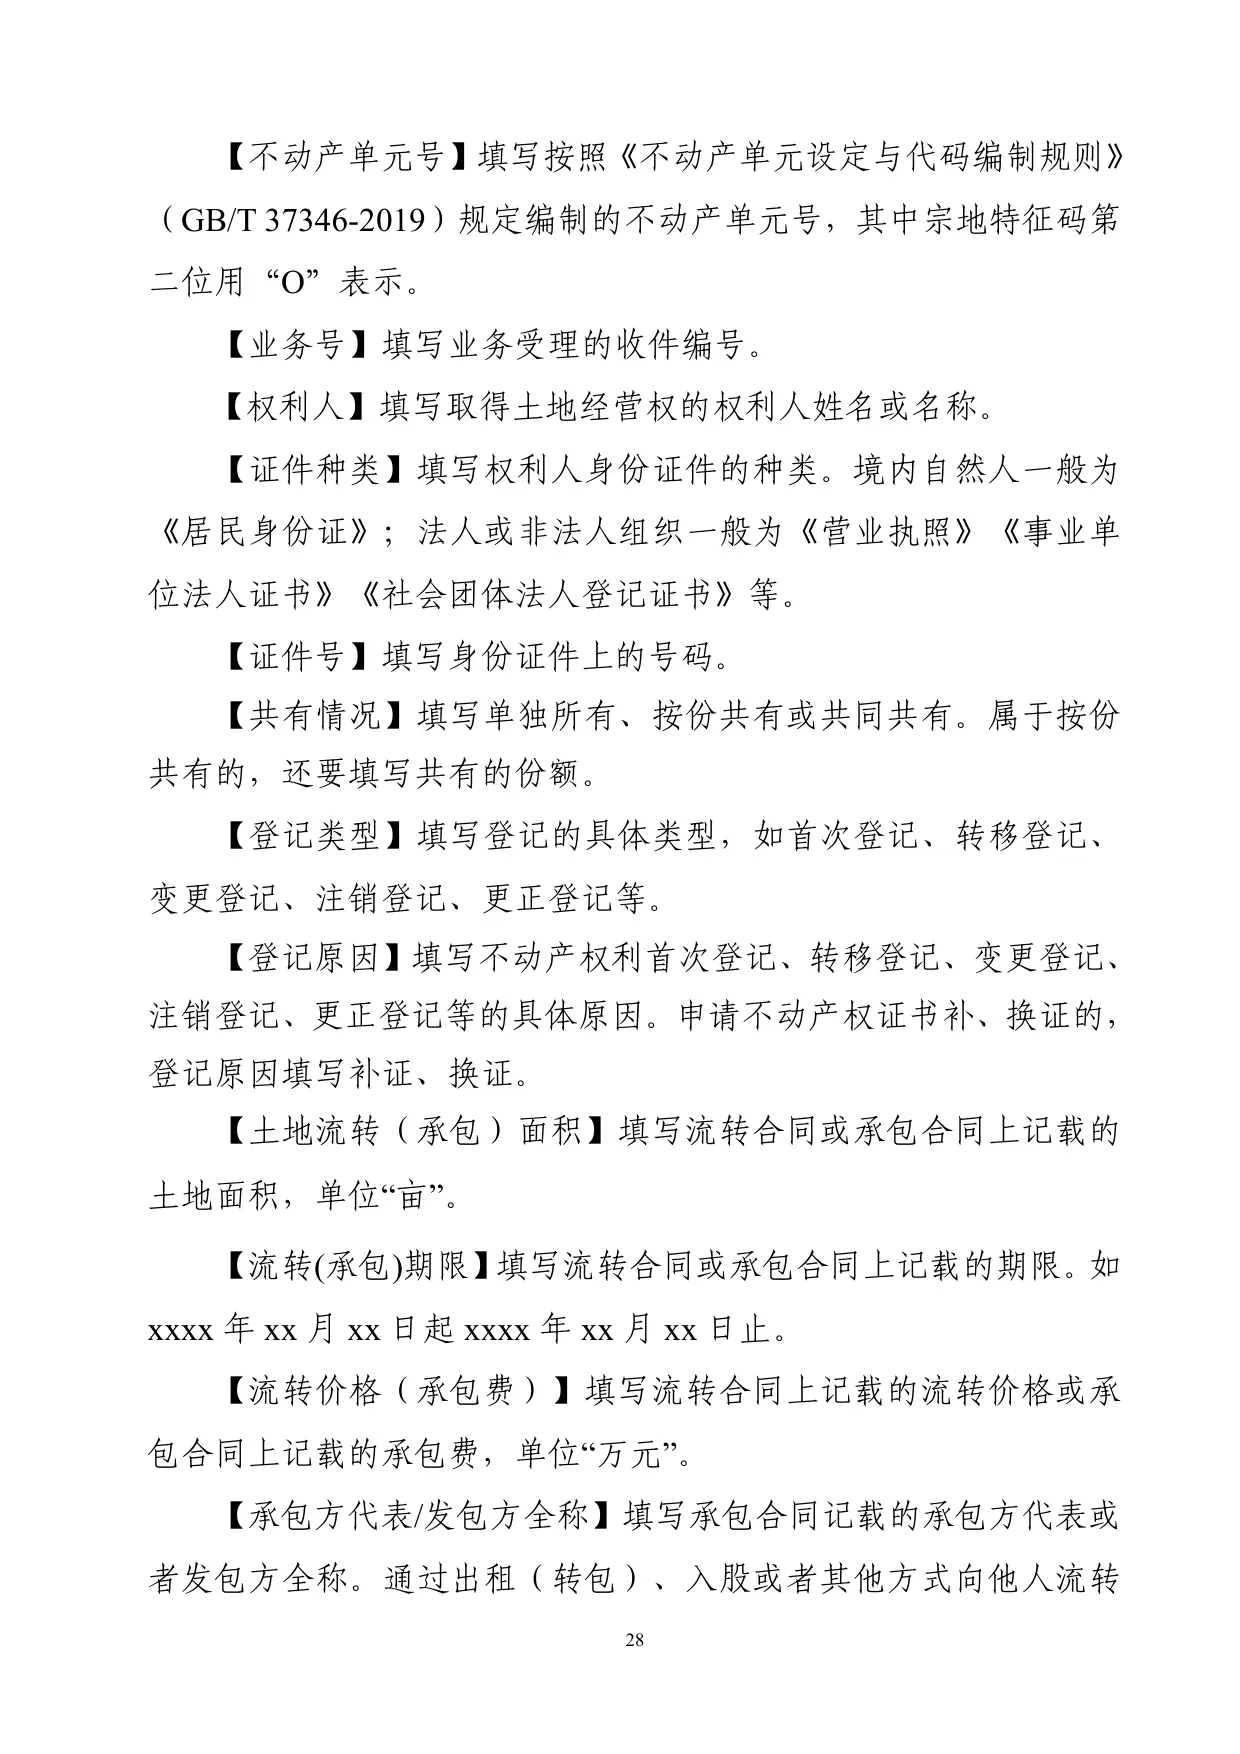 【不动产单元号】填写按照《不动产单元设定与代码编制规则》
（GB/T 37346-2019）规定编制的不动产单元号，其中宗地特征码第
二位用“O”表示。
【业务号】填写业务受理的收件编号。
【权利人】填写取得土地经营权的权利人姓名或名称。
【证件种类】填写权利人身份证件的种类。境内自然人一般为
《居民身份证》；法人或非法人组织一般为《营业执照》《事业单
位法人证书》《社会团体法人登记证书》等。
【证件号】填写身份证件上的号码。
【共有情况】填写单独所有、按份共有或共同共有。属于按份
共有的，还要填写共有的份额。
【登记类型】填写登记的具体类型，如首次登记、转移登记、
变更登记、注销登记、更正登记等。
【登记原因】填写不动产权利首次登记、转移登记、变更登记、
注销登记、更正登记等的具体原因。申请不动产权证书补、换证的，
登记原因填写补证、换证。
【土地流转（承包）面积】填写流转合同或承包合同上记载的
土地面积，单位“亩”。
【流转(承包)期限】填写流转合同或承包合同上记载的期限。如
xxxx 年 xx 月 xx 日起 xxxx 年 xx 月 xx 日止。
【流转价格（承包费）】填写流转合同上记载的流转价格或承
包合同上记载的承包费，单位“万元”。
【承包方代表/发包方全称】填写承包合同记载的承包方代表或
者发包方全称。通过出租（转包）、入股或者其他方式向他人流转
28